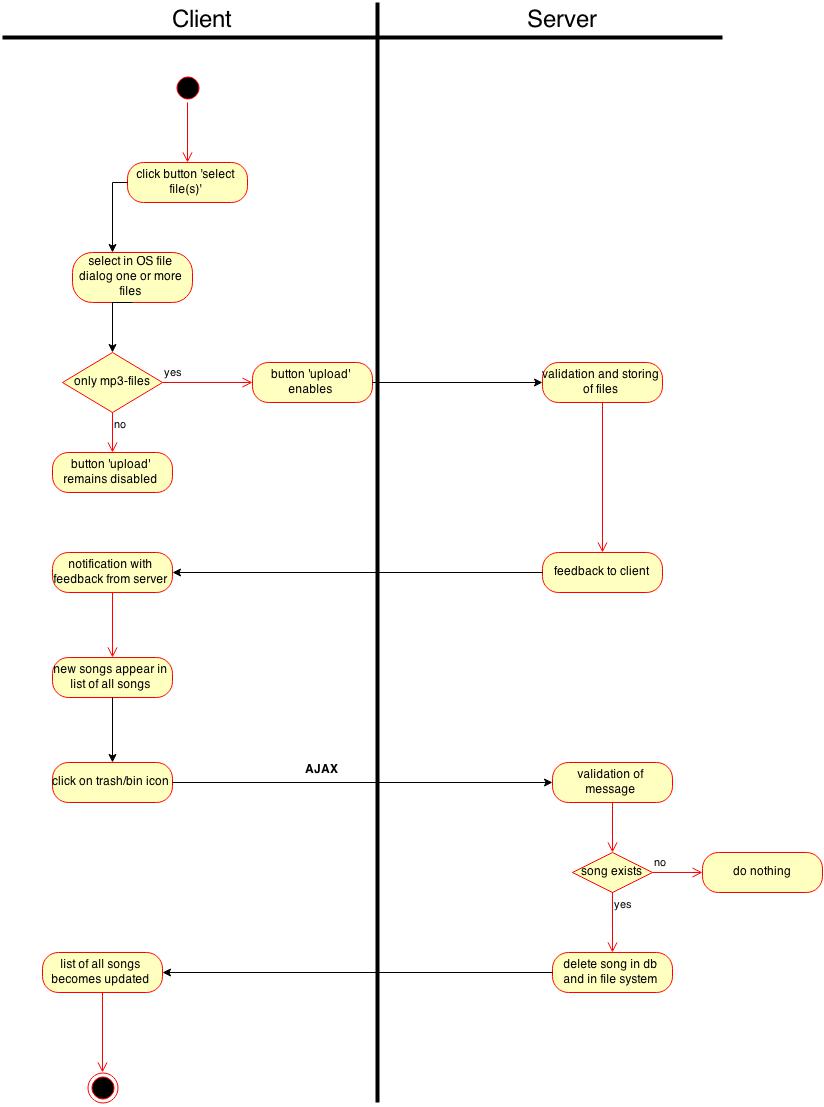 Client
Server
click button 'select
file(s)'
select in OS file
dialog one or more
files
only mp3-files
yes
button 'upload'
enables
validation and storing
of files
no
button 'upload'
remains disabled
notification with
feedback from server
feedback to client
new songs appear in
list of all songs
click on trash/bin icon
AJAX
validation of
message
song exists
no
do nothing
yes
list of all songs
becomes updated
delete song in db
and in file system